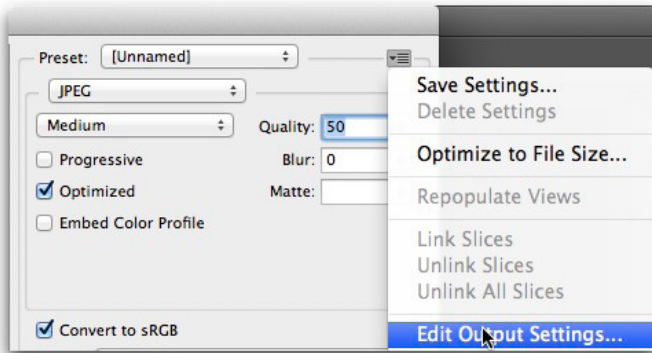 Preset: [Unnamed]
JPEG
Medium
Quality: 50
Progressive
Blur: 0
Optimized
Matte:
Embed Color Profile
Convert to sRGB
Save Settings...
Delete Settings
Optimize to File Size...
Repopulate Views
Link Slices
Unlink Slices
Unlink All Slices
Edit Output Settings...